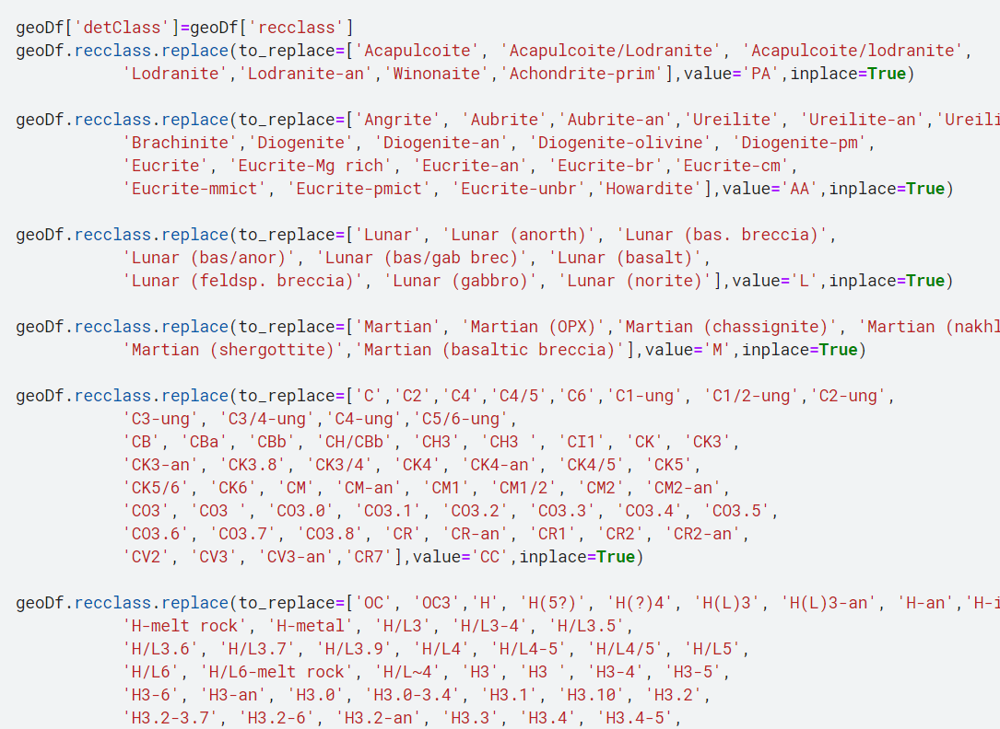 geoDf['detClass']=geoDf['recclass']
geoDf.recclass.replace(to_replace=['Acapulcoite', 'Acapulcoite/Lodranite', 'Acapulcoite/lodranite',
'Lodranite','Lodranite-an','Winonaite','Achondrite-prim'],value='PA',inplace=True)
geoDf.recclass.replace(to_replace=['Angrite', 'Aubrite','Aubrite-an','Ureilite', 'Ureilite-an','Ureili
'Brachinite','Diogenite', 'Diogenite-an', 'Diogenite-olivine', 'Diogenite-pm',
'Eucrite', 'Eucrite-Mg rich', 'Eucrite-an', 'Eucrite-br','Eucrite-cm',
'Eucrite-mmict', 'Eucrite-pmict', 'Eucrite-unbr','Howardite'],value='AA',inplace=True)
geoDf.recclass.replace(to_replace=['Lunar', 'Lunar (anorth)', 'Lunar (bas. breccia)',
'Lunar (bas/anor)', 'Lunar (bas/gab brec)', 'Lunar (basalt)',
'Lunar (feldsp. breccia)', 'Lunar (gabbro)', 'Lunar (norite)'],value='L',inplace=True)
geoDf.recclass.replace(to_replace=['Martian', 'Martian (OPX)','Martian (chassignite)', 'Martian (nakhl
'Martian (shergottite)','Martian (basaltic breccia)'],value='M',inplace=True)
geoDf.recclass.replace(to_replace=['C','C2','C4','C4/5','C6','C1-ung', 'C1/2-ung','C2-ung',
'C3-ung', 'C3/4-ung','C4-ung','C5/6-ung',
'CB', 'CBa', 'CBb', 'CH/CBb', 'CH3', 'CH3 ', 'CI1', 'CK', 'CK3',
'CK3-an', 'CK3.8', 'CK3/4', 'CK4', 'CK4-an', 'CK4/5', 'CK5',
'CK5/6', 'CK6', 'CM', 'CM-an', 'CM1', 'CM1/2', 'CM2', 'CM2-an',
'CO3', 'CO3 ', 'CO3.0', 'CO3.1', 'CO3.2', 'CO3.3', 'CO3.4', 'CO3.5',
'CO3.6', 'CO3.7', 'CO3.8', 'CR', 'CR-an', 'CR1', 'CR2', 'CR2-an',
'CV2', 'CV3', 'CV3-an','CR7'],value='CC',inplace=True)
geoDf.recclass.replace(to_replace=['OC', 'OC3','H', 'H(5?)', 'H(?)4', 'H(L)3', 'H(L)3-an', 'H-an','H-i
'H-melt rock', 'H-metal', 'H/L3', 'H/L3-4', 'H/L3.5',
'H/L3.6', 'H/L3.7', 'H/L3.9', 'H/L4', 'H/L4-5', 'H/L4/5', 'H/L5',
'H/L6', 'H/L6-melt rock', 'H/L~4', 'H3', 'H3 ', 'H3-4', 'H3-5',
'H3-6', 'H3-an', 'H3.0', 'H3.0-3.4', 'H3.1', 'H3.10', 'H3.2',
'H3.2-3.7', 'H3.2-6', 'H3.2-an', 'H3.3', 'H3.4', 'H3.4-5',